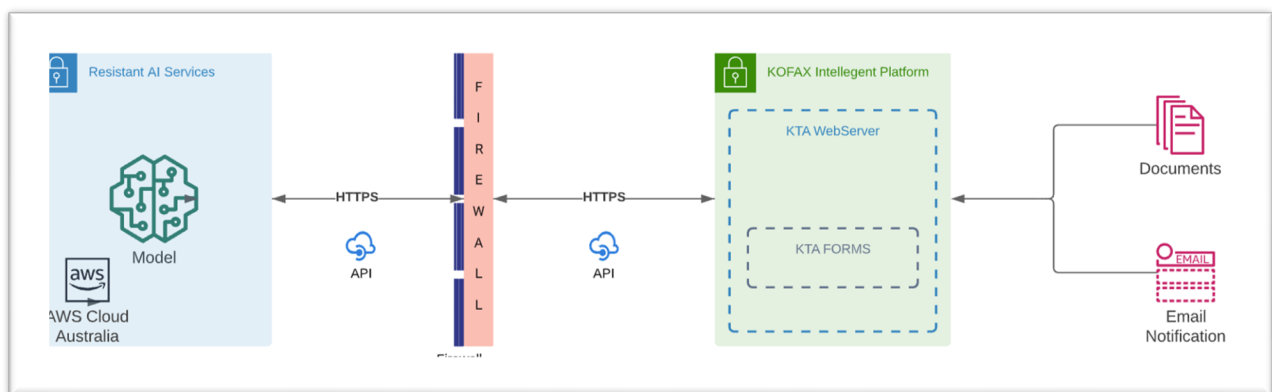 Resistant AI Services
Model
aws
AWS Cloud
Australia
HTTPS
API
F
I
R
E
W
A
L
L
Firewall
HTTPS
API
KOFAX Intellegent Platform
KTA WebServer
KTA FORMS
Documents
EMAIL
Email
Notification